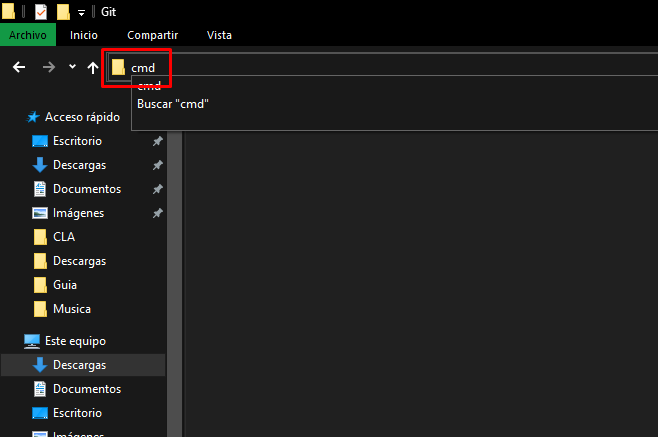 Git
Archivo Inicio Compartir Vista
cmd
cmd
Buscar "cmd"
Acceso rápido
Escritorio
Descargas
Documentos
Imágenes
CLA
Descargas
Guia
Musica
Este equipo
Descargas
Documentos
Escritorio
Imágenes